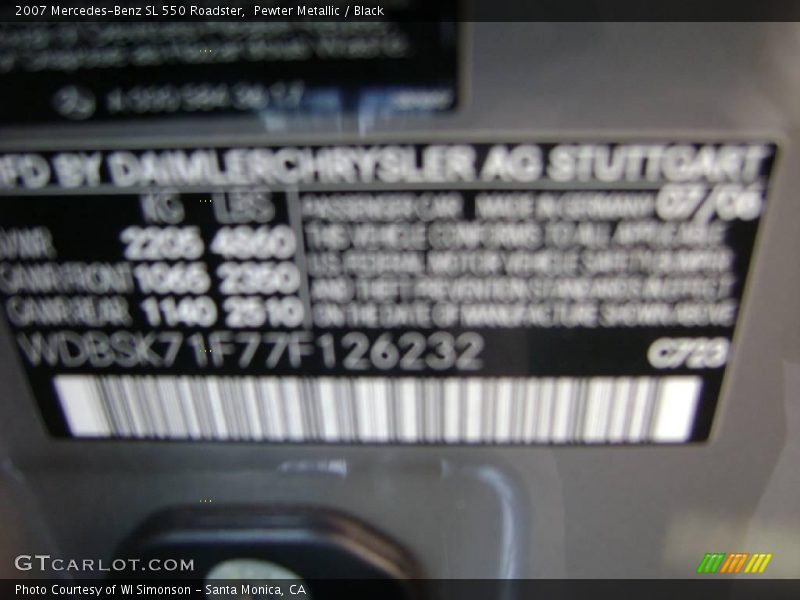 2007 Mercedes-Benz SL 550 Roadster,  Pewter Metallic / Black
MFD BY DAIMLERCHRYSLER AG STUTTGART
KG LBS
GVWR 2205 4860
GAWR FRONT 1065 2350
GAWR REAR 1140 2510
PASSENGER CAR MADE IN GERMANY 07/06
THIS VEHICLE CONFORMS TO ALL APPLICABLE
U.S. FEDERAL MOTOR VEHICLE SAFETY BUMPER
AND THEFT PREVENTION STANDARDS IN EFFECT
ON THE DATE OF MANUFACTURE SHOWN ABOVE
WDBSK71F77F126232 C723
GTCARLOT.COM
Photo Courtesy of WI Simonson - Santa Monica, CA